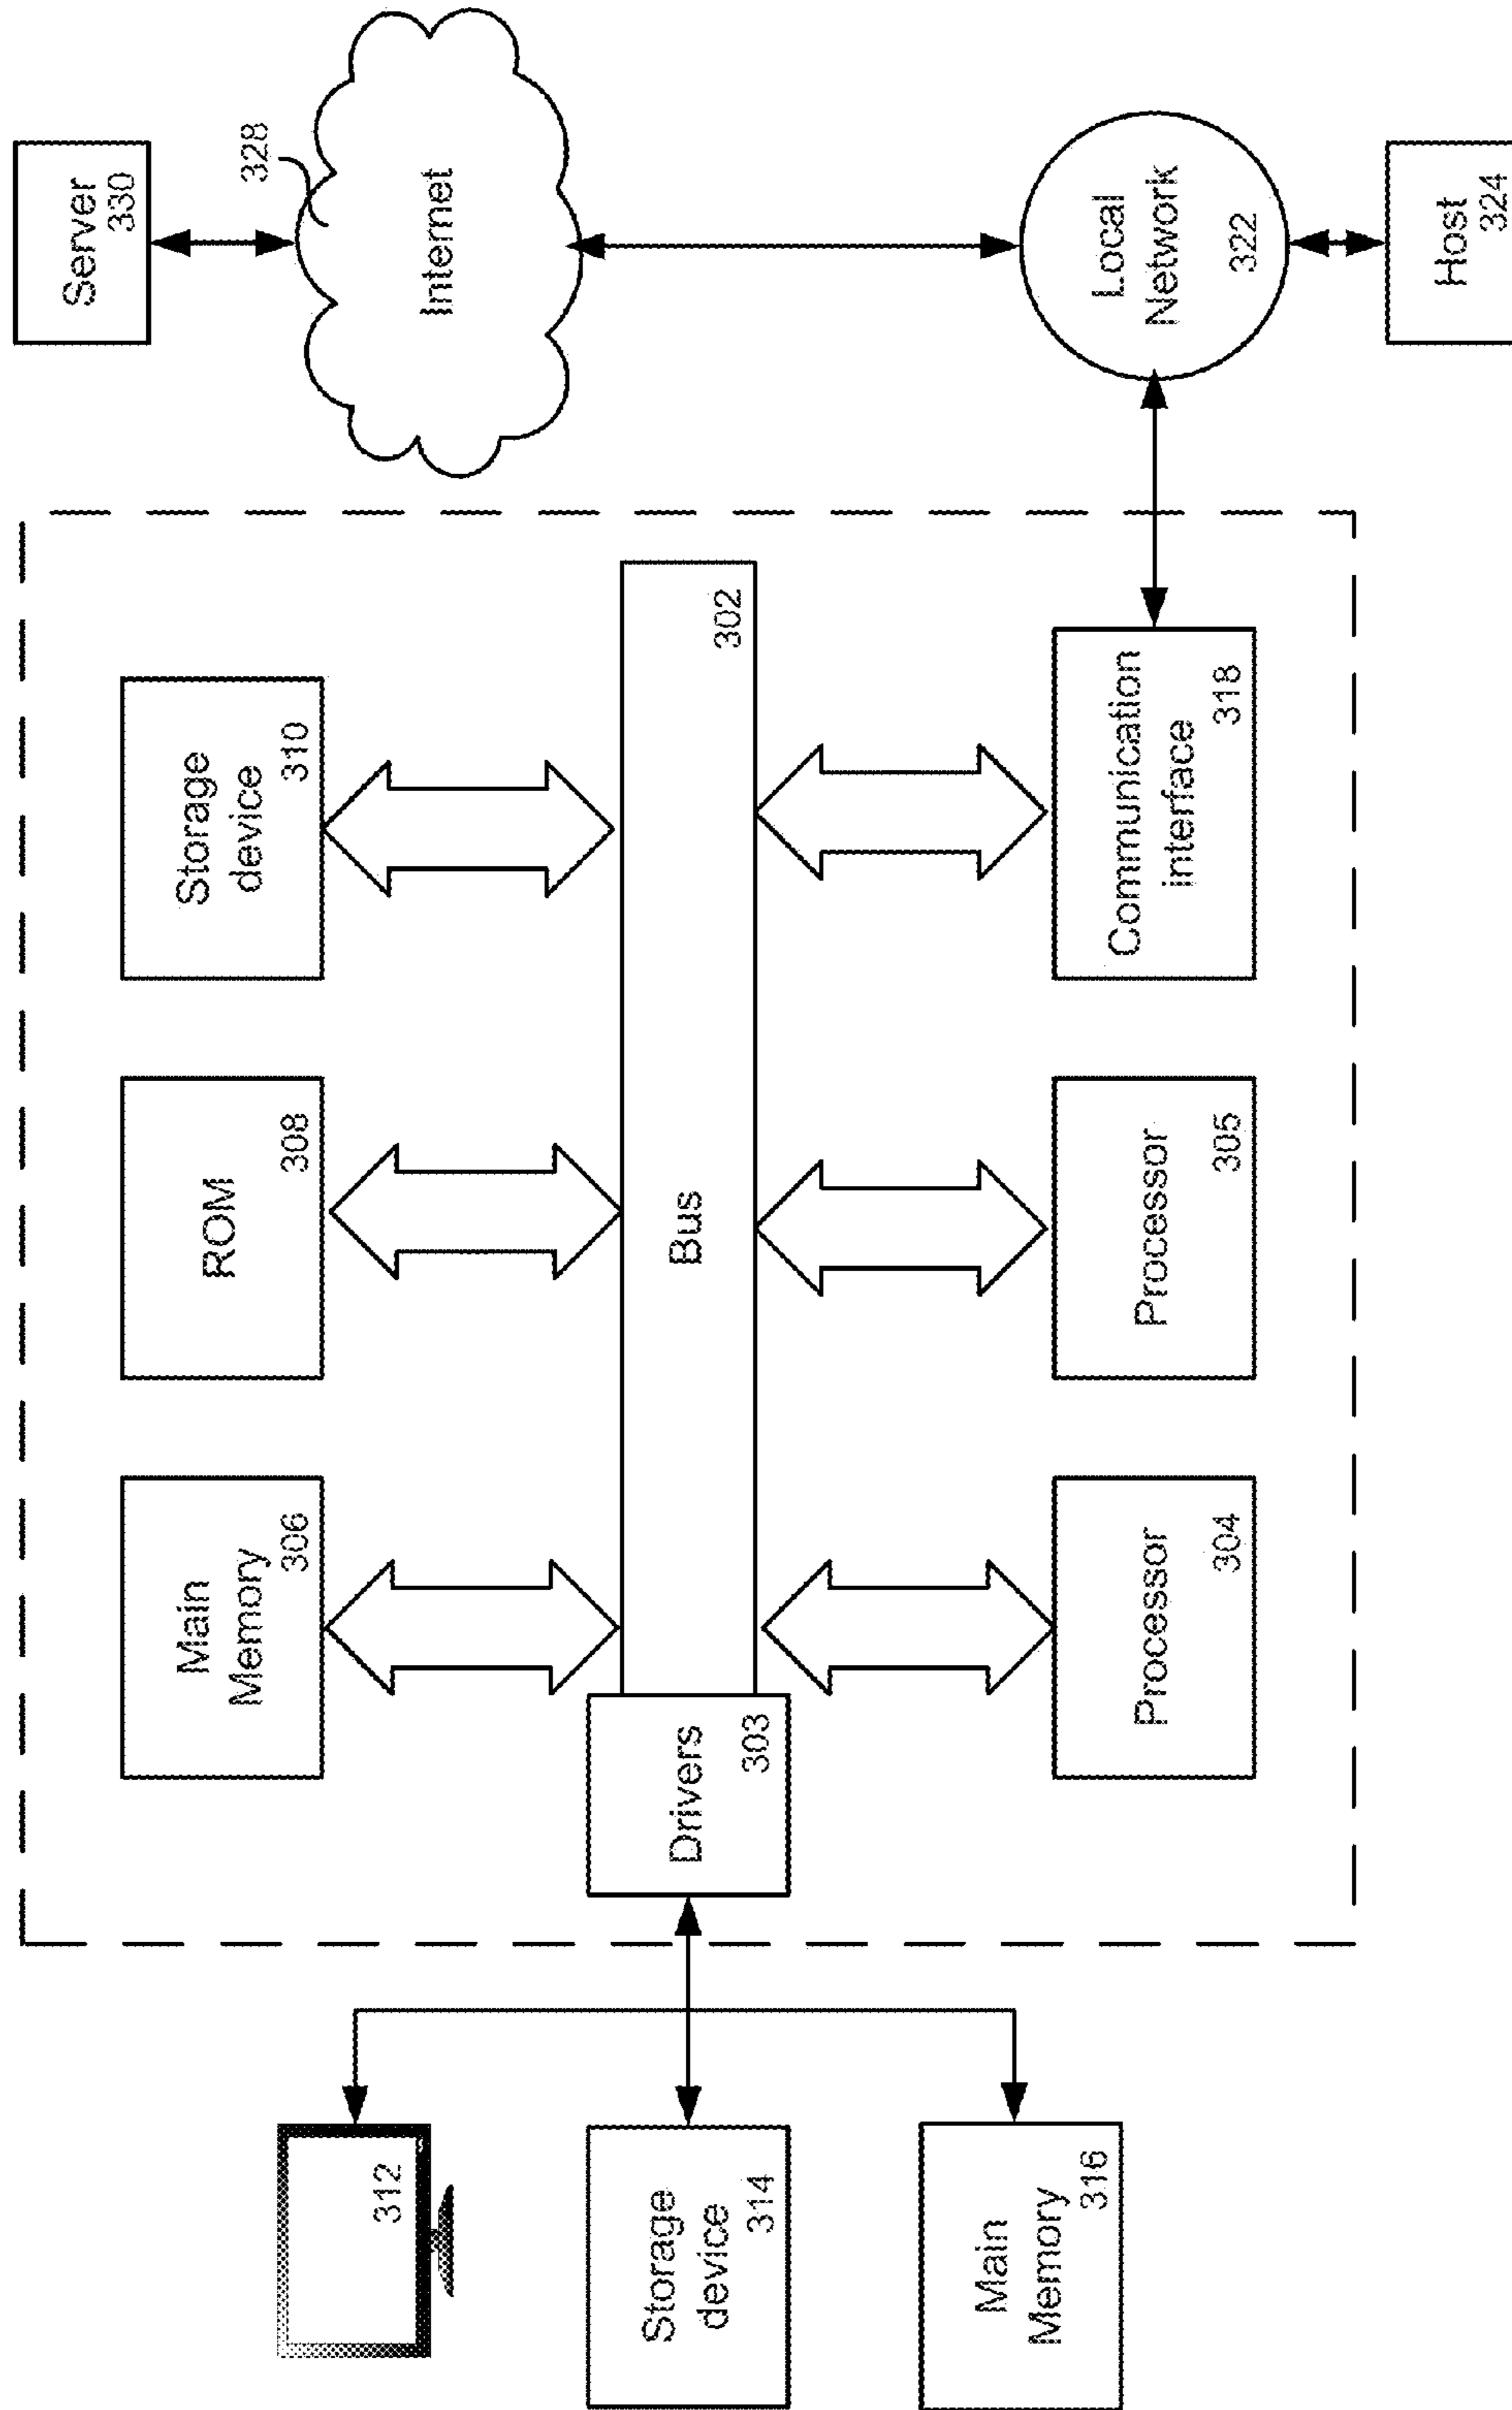 Server
330
Main
Memory
306
ROM
308
Storage
device
310
328
312
Internet
Storage
device
314
Drivers
303
Bus
302
Main
Memory
316
Processor
304
Processor
305
Communication
interface
318
Local
Network
322
Host
324